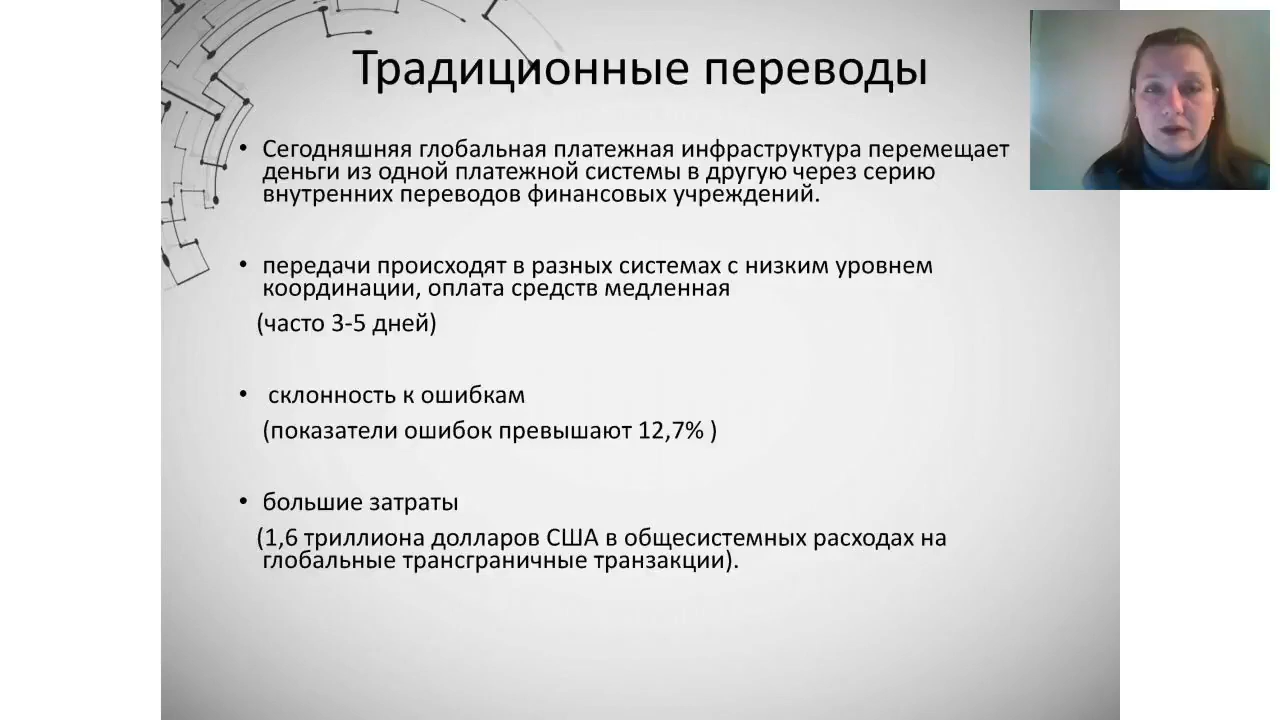 Традиционные переводы
• Сегодняшняя глобальная платежная инфраструктура перемещает
деньги из одной платежной системы в другую через серию
внутренних переводов финансовых учреждений.
• передачи происходят в разных системах с низким уровнем
координации, оплата средств медленная
(часто 3-5 дней)
• склонность к ошибкам
(показатели ошибок превышают 12,7% )
• большие затраты
(1,6 триллиона долларов США в общесистемных расходах на
глобальные трансграничные транзакции).